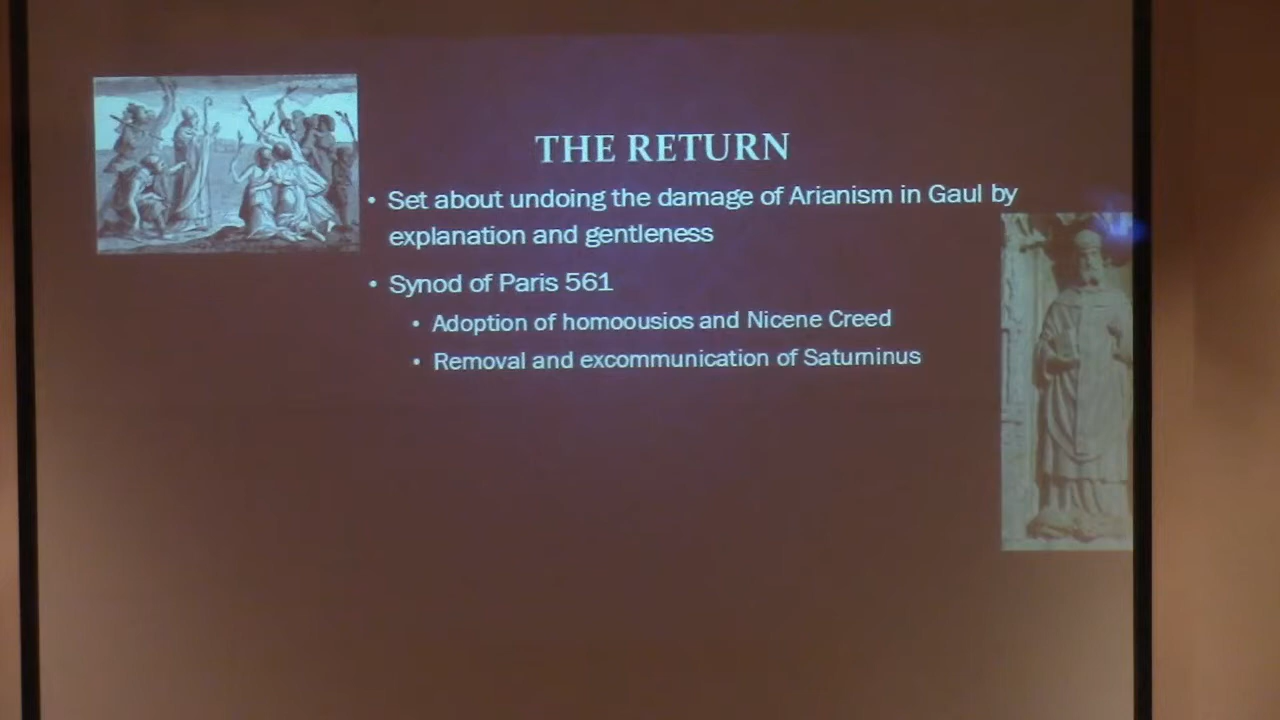 THE RETURN
• Set about undoing the damage of Arianism in Gaul by
explanation and gentleness
• Synod of Paris 561
• Adoption of homoousios and Nicene Creed
• Removal and excommunication of Saturninus